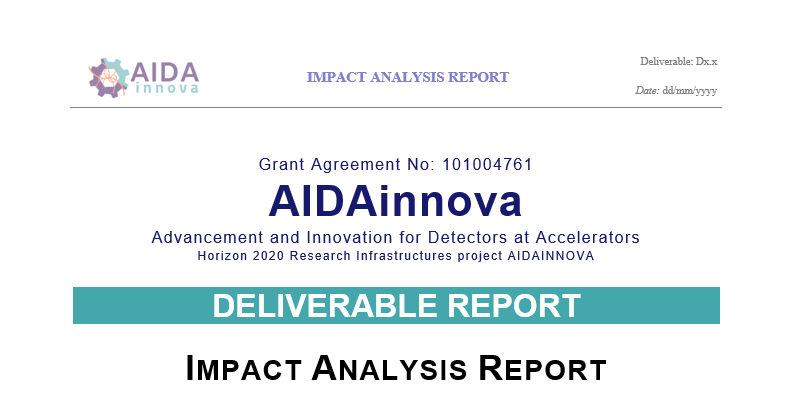 AIDA
innova
IMPACT ANALYSIS REPORT
Deliverable: Dx.x
Date: dd/mm/yyyy
Grant Agreement No: 101004761
AIDAinnova
Advancement and Innovation for Detectors at Accelerators
Horizon 2020 Research Infrastructures project AIDAINNOVA
DELIVERABLE REPORT
IMPACT ANALYSIS REPORT